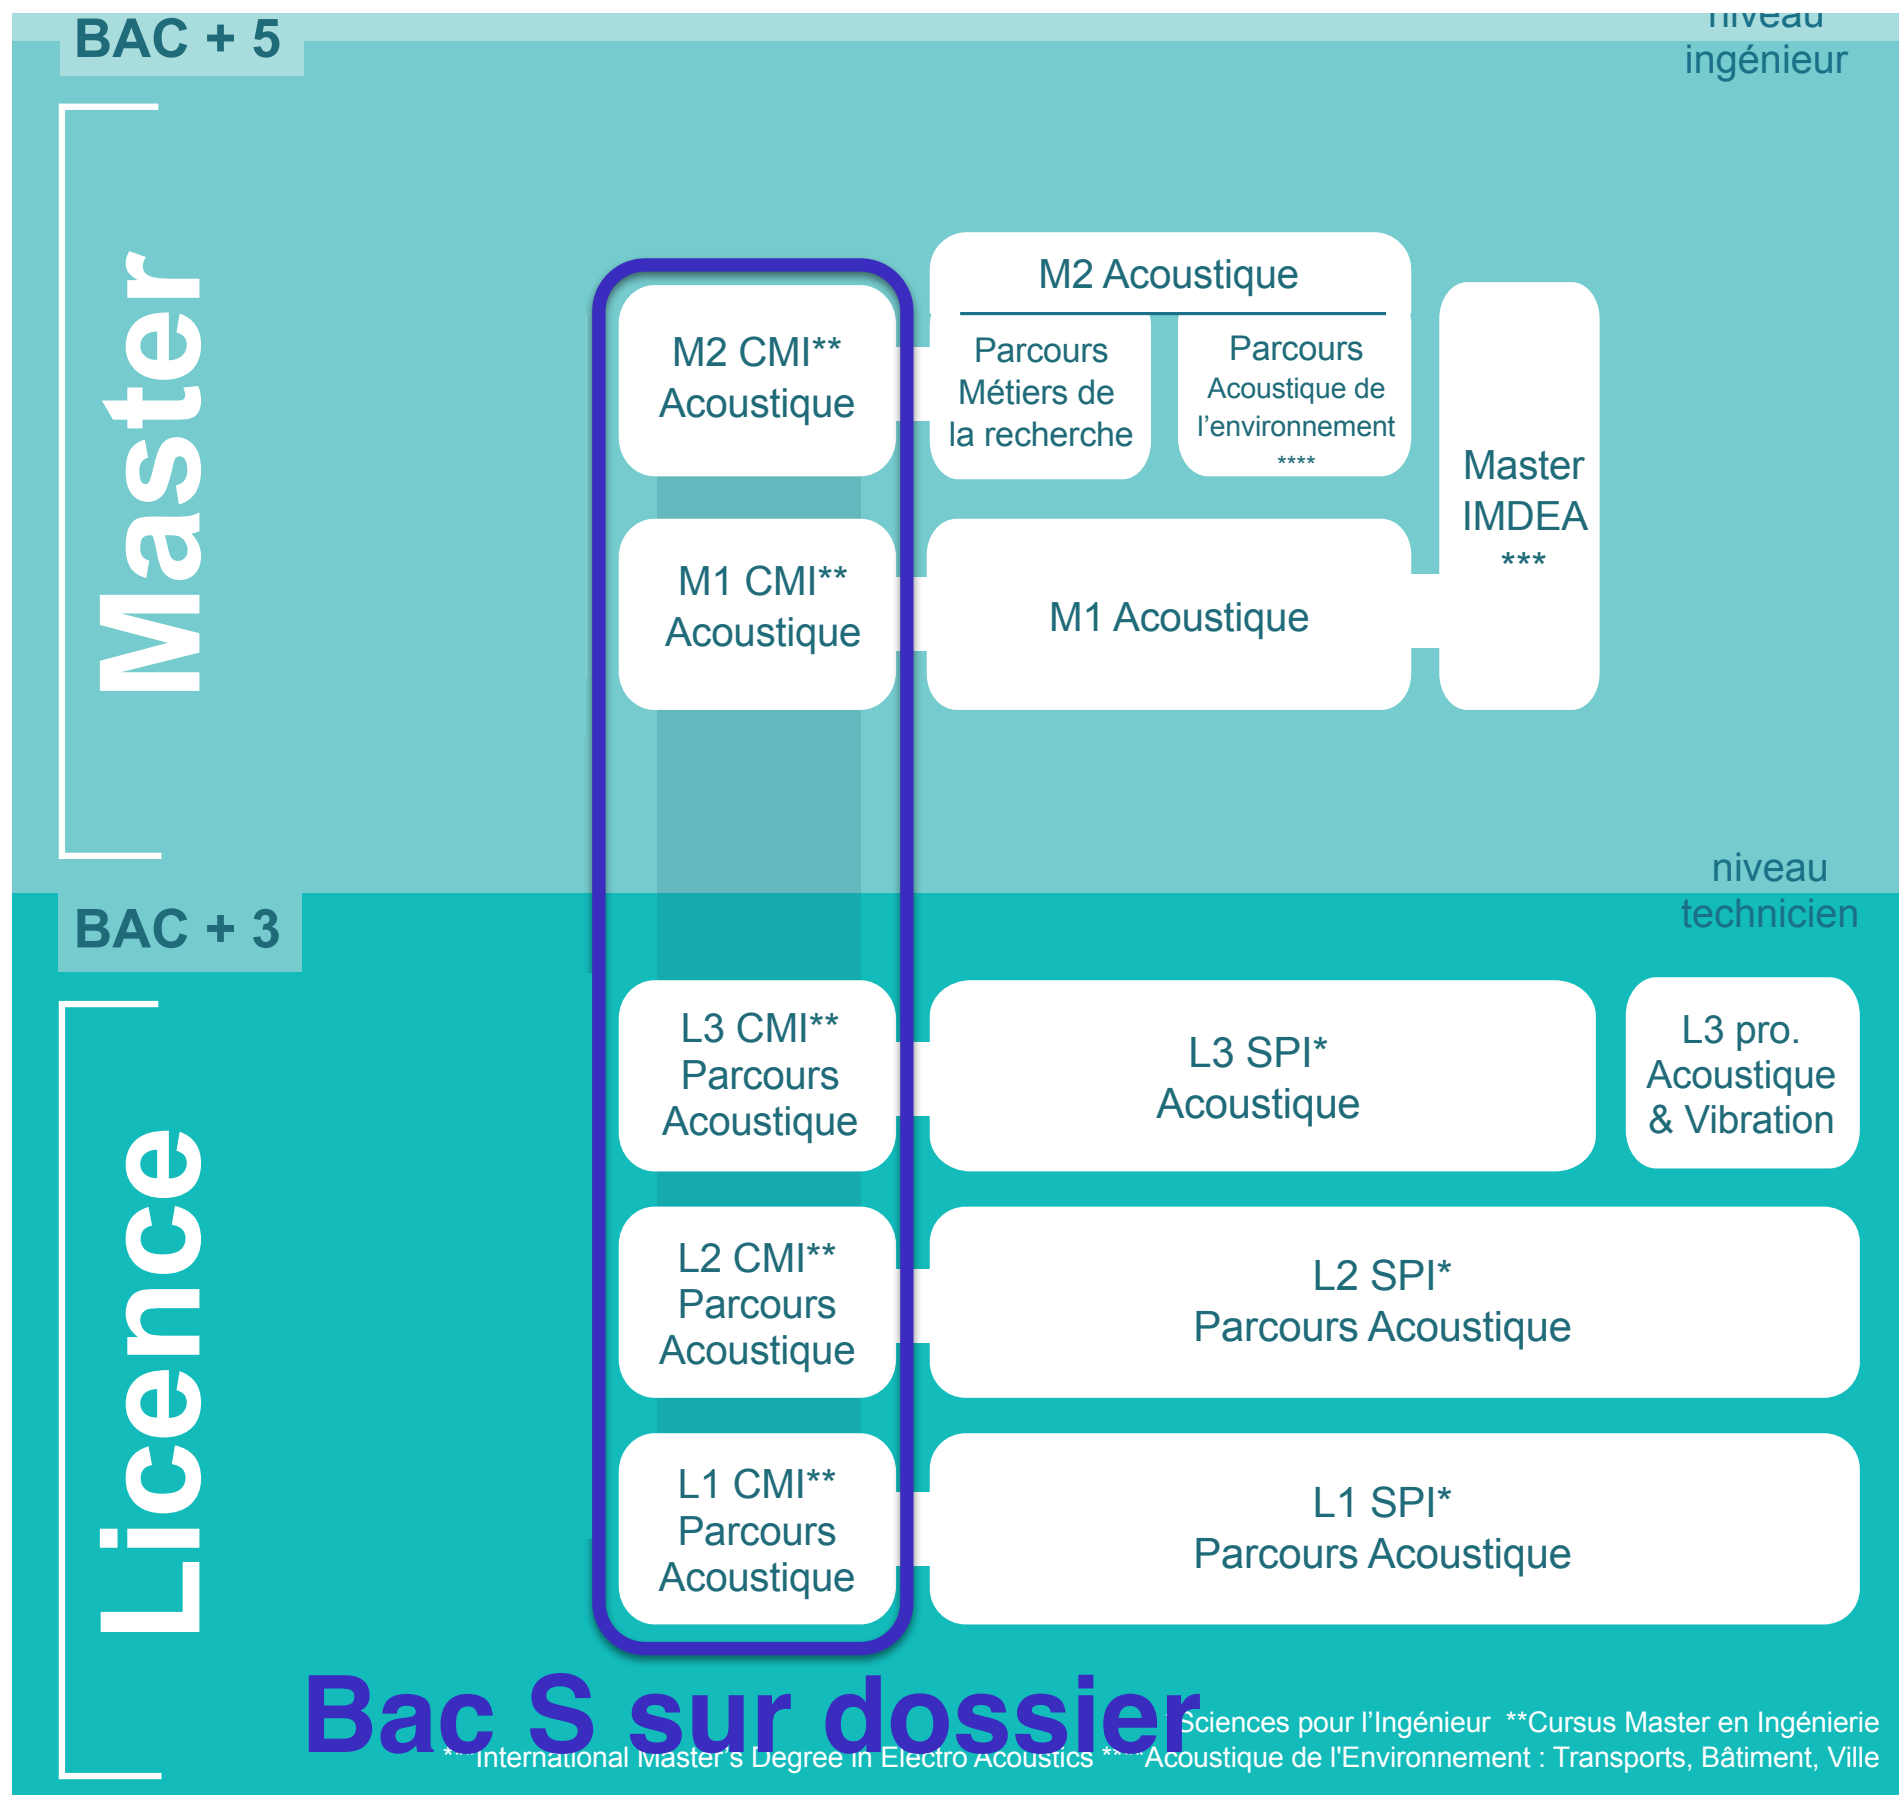 BAC + 5
niveau
ingénieur
Master
M2 CMI**
Acoustique
M2 Acoustique
Parcours
Métiers de
la recherche
Parcours
Acoustique de
l’environnement
****
Master
IMDEA
***
M1 CMI**
Acoustique
M1 Acoustique
niveau
technicien
BAC + 3
Licence
L3 CMI**
Parcours
Acoustique
L3 SPI*
Acoustique
L3 pro.
Acoustique
& Vibration
L2 CMI**
Parcours
Acoustique
L2 SPI*
Parcours Acoustique
L1 CMI**
Parcours
Acoustique
L1 SPI*
Parcours Acoustique
Bac S sur dossier
*Sciences pour l’Ingénieur **Cursus Master en Ingénierie
***International Master’s Degree in Electro Acoustics ****Acoustique de l'Environnement : Transports, Bâtiment, Ville